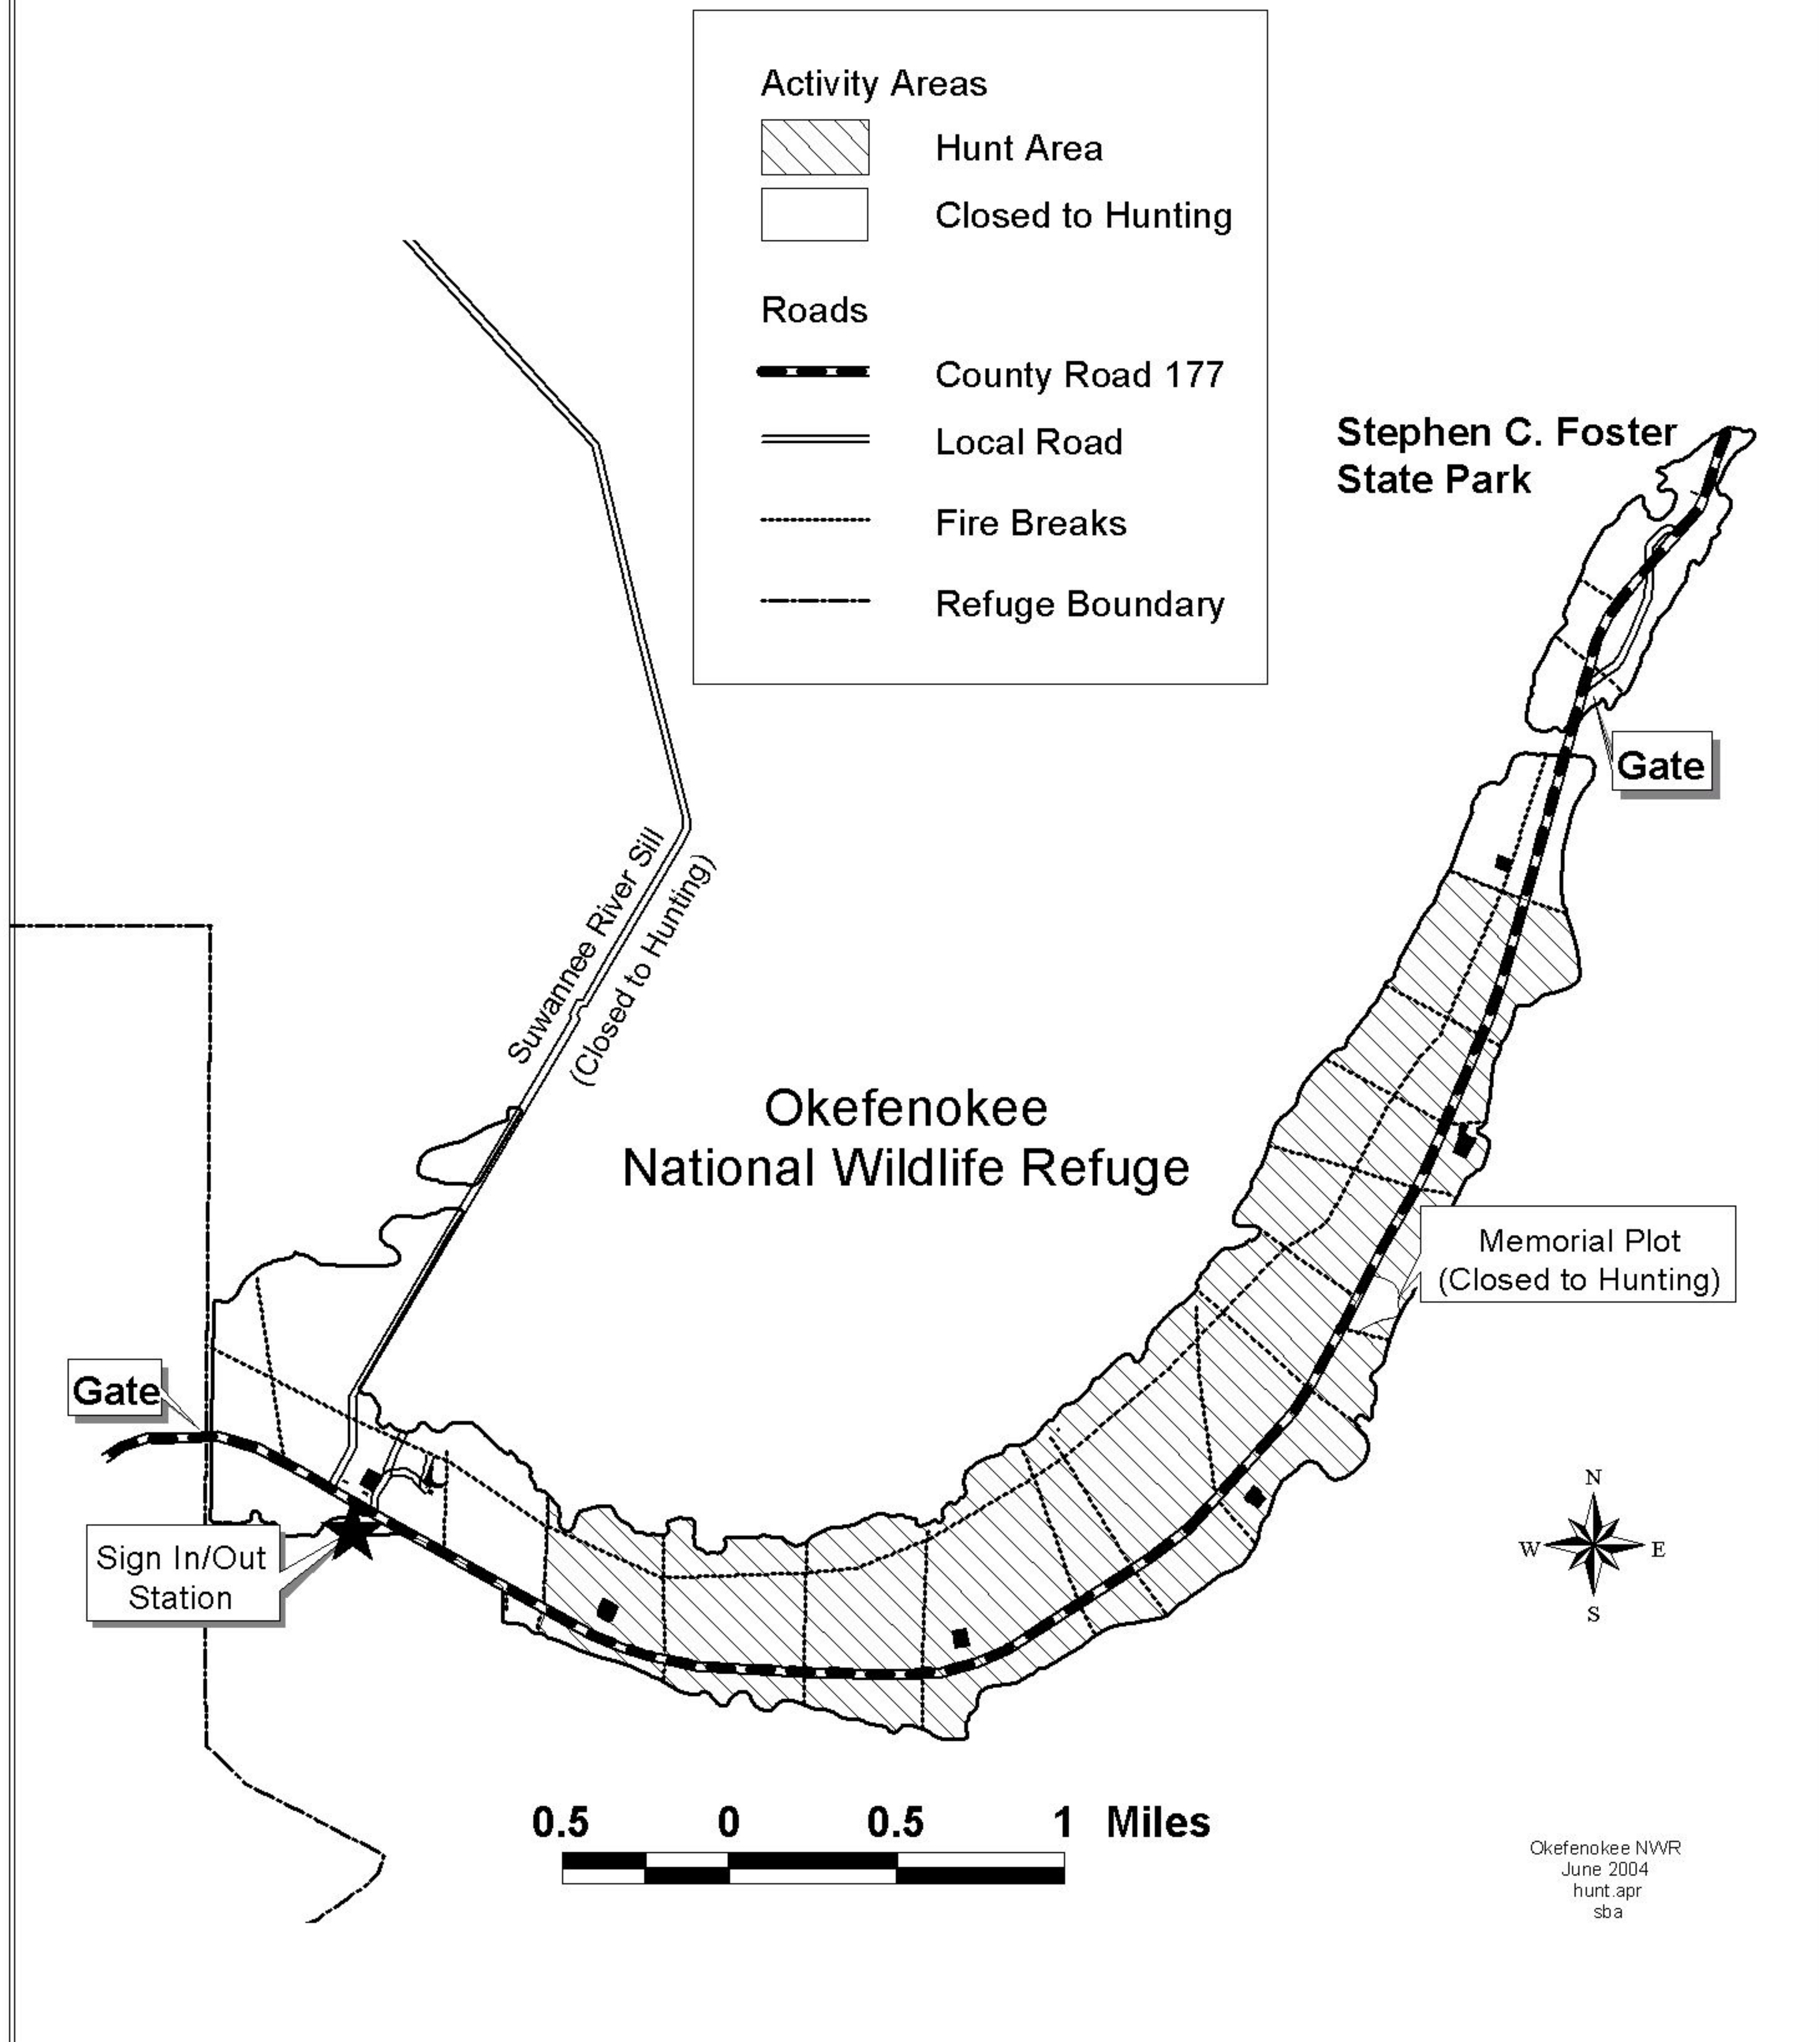 Activity Areas
Hunt Area
Closed to Hunting
Roads
County Road 177
Local Road
Fire Breaks
Refuge Boundary
Stephen C. Foster
State Park
Gate
Suwannee River Sill
(Closed to Hunting)
Okefenokee
National Wildlife Refuge
Memorial Plot
(Closed to Hunting)
Gate
Sign In/Out
Station
N
W E
S
0.5 0 0.5 1 Miles
Okefenokee NWR
June 2004
hunt.apr
sba